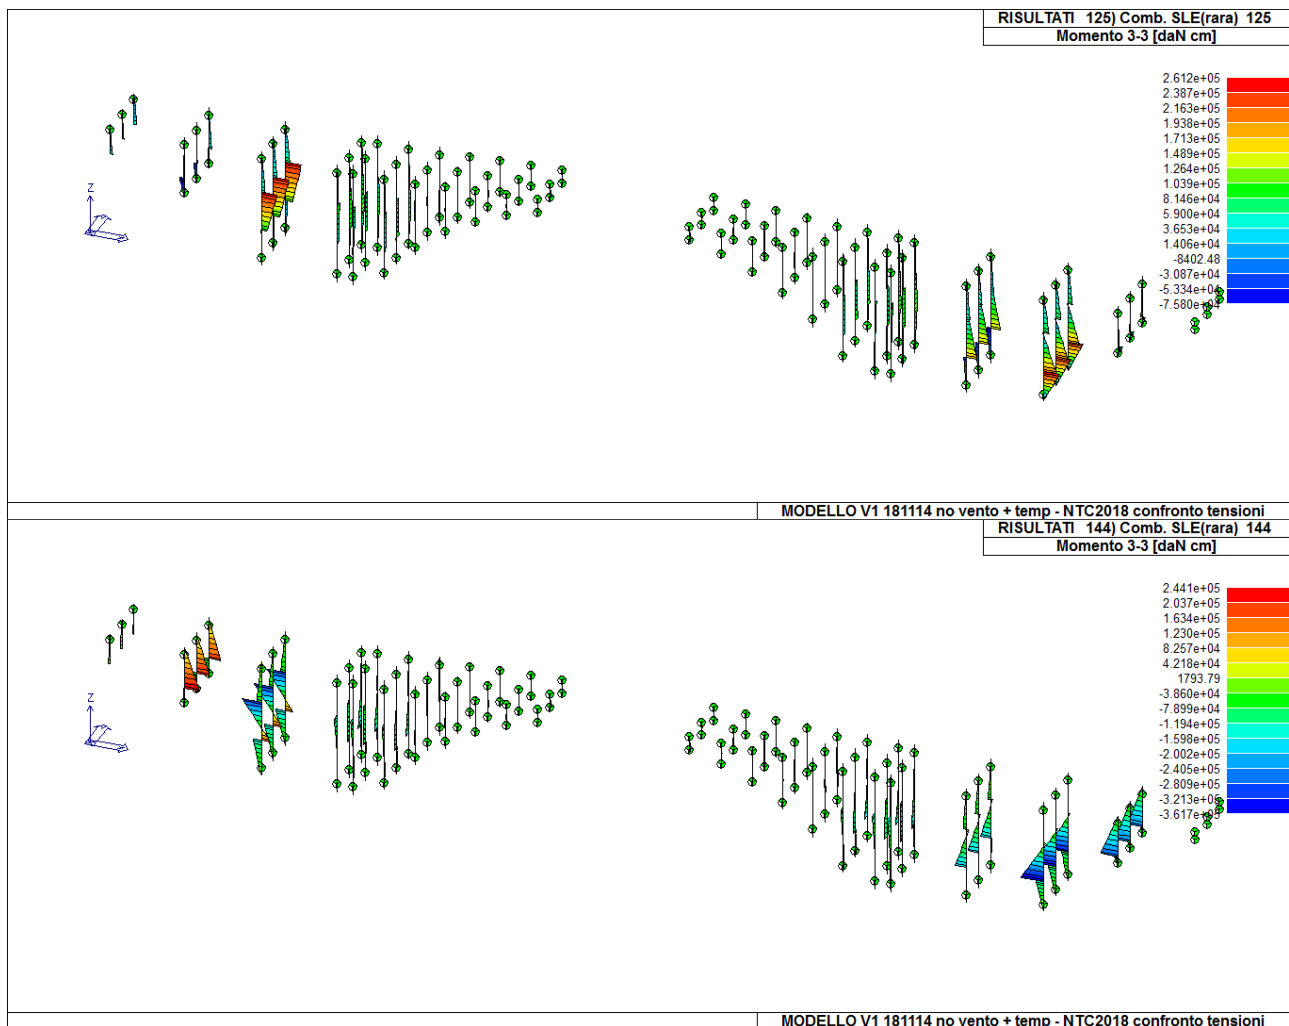 RISULTATI 125) Comb. SLE(rara) 125
Momento 3-3 [daN cm]
2.612e+05
2.387e+05
2.163e+05
1.938e+05
1.713e+05
1.489e+05
1.264e+05
1.039e+05
8.146e+04
5.900e+04
3.653e+04
1.406e+04
-8402.48
-3.087e+04
-5.334e+04
-7.580e+04
Z
MODELLO V1 181114 no vento + temp - NTC2018 confronto tensioni
RISULTATI 144) Comb. SLE(rara) 144
Momento 3-3 [daN cm]
2.441e+05
2.037e+05
1.634e+05
1.230e+05
8.257e+04
4.218e+04
1793.79
-3.860e+04
-7.899e+04
-1.194e+05
-1.598e+05
-2.002e+05
-2.405e+05
-2.809e+05
-3.213e+05
-3.617e+05
Z
MODELLO V1 181114 no vento + temp - NTC2018 confronto tensioni